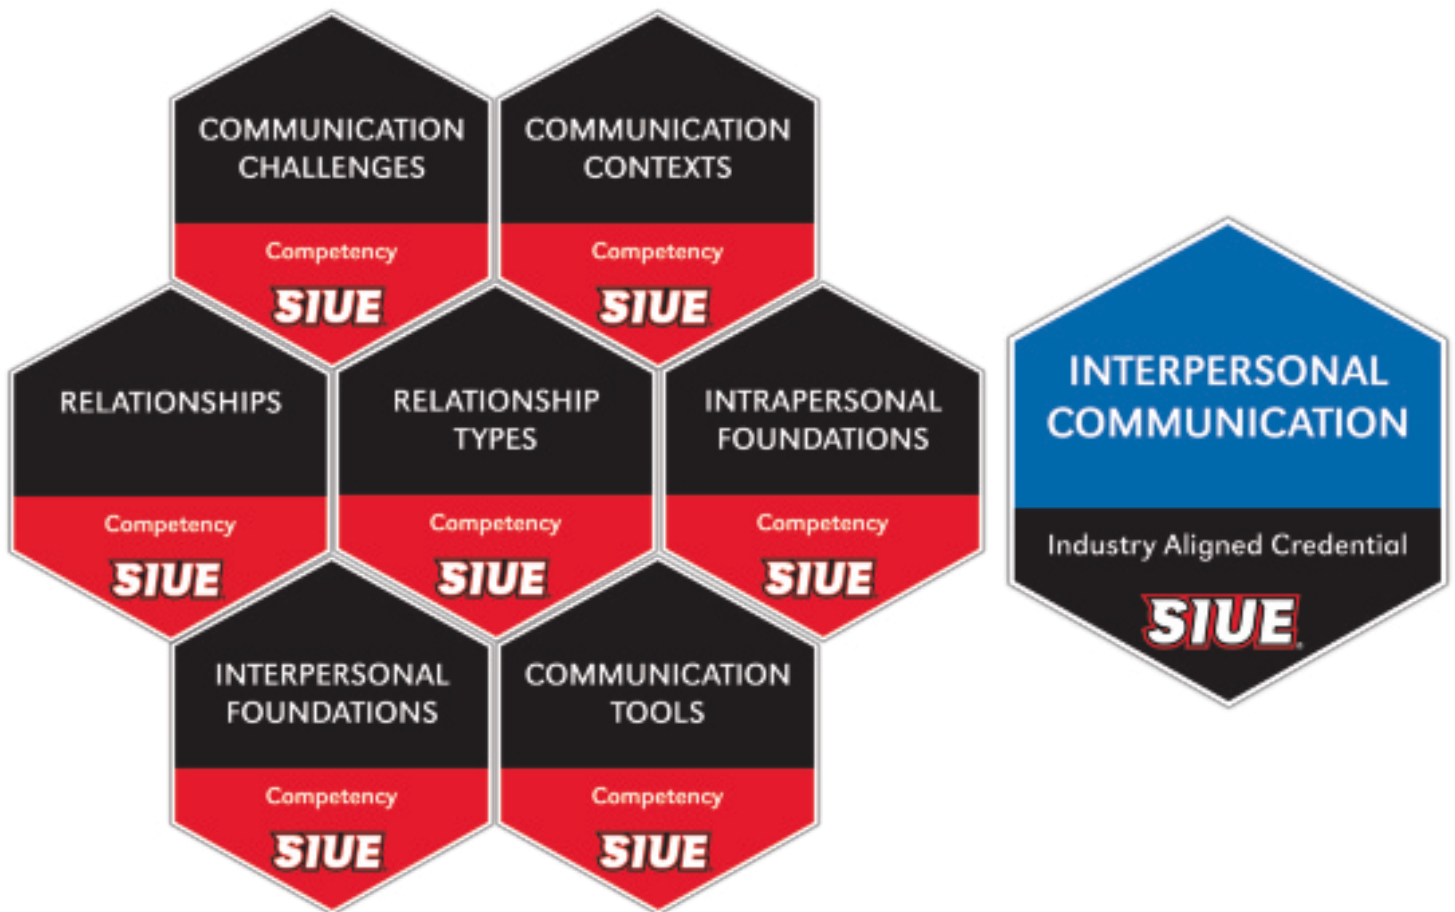 COMMUNICATION
CHALLENGES
Competency
SIUE
COMMUNICATION
CONTEXTS
Competency
SIUE
RELATIONSHIPS
Competency
SIUE
RELATIONSHIP
TYPES
Competency
SIUE
INTRAPERSONAL
FOUNDATIONS
Competency
SIUE
INTERPERSONAL
FOUNDATIONS
Competency
SIUE
COMMUNICATION
TOOLS
Competency
SIUE
INTERPERSONAL
COMMUNICATION
Industry Aligned Credential
SIUE